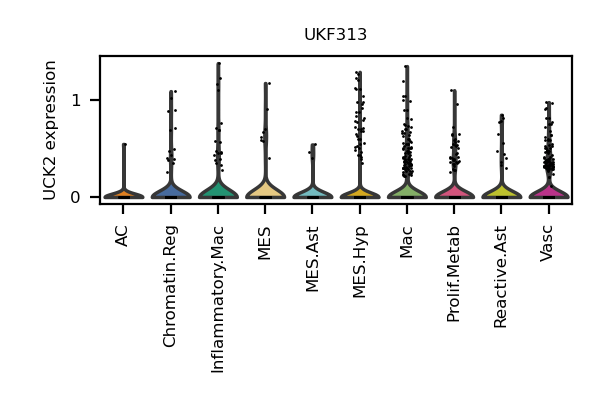 UKF313
UCK2 expression
1
0
AC
Chromatin.Reg
Inflammatory.Mac
MES
MES.Ast
MES.Hyp
Mac
Prolif.Metab
Reactive.Ast
Vasc